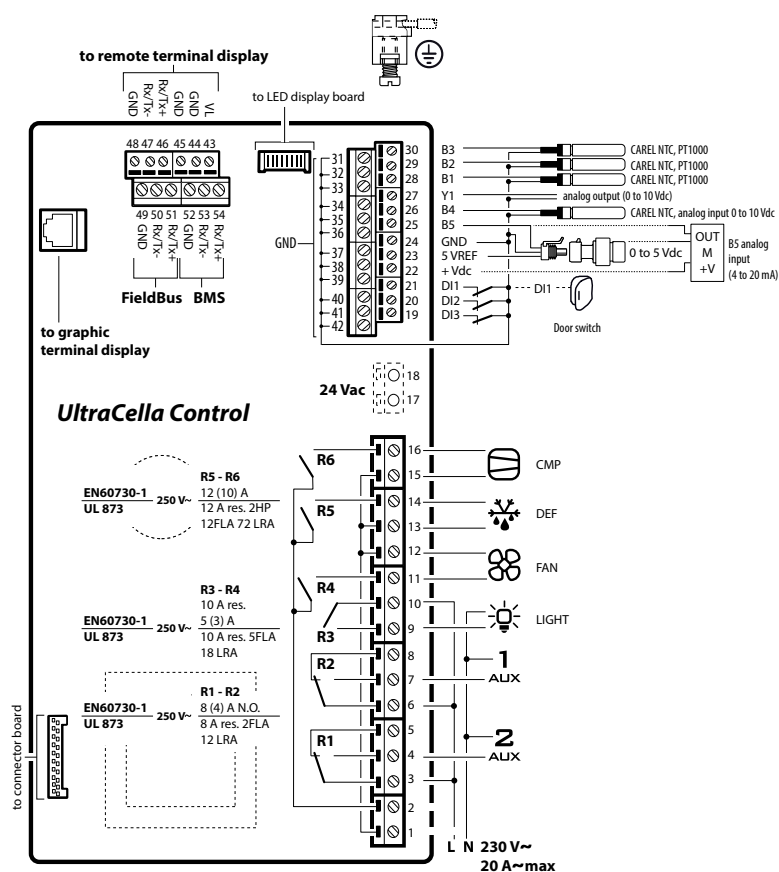 to remote terminal display
GND
Rx/Tx-
Rx/Tx+
GND
GND
VL
to LED display board
48 47 46 45 44 43
49 50 51 52 53 54
GND
Rx/Tx-
Rx/Tx+
GND
Rx/Tx-
Rx/Tx+
FieldBus BMS
to graphic
terminal display
GND
31
32
33
34
35
36
37
38
39
40
41
42
30 B3 CAREL NTC, PT1000
29 B2 CAREL NTC, PT1000
28 B1 CAREL NTC, PT1000
27 Y1 analog output (0 to 10 Vdc)
26 B4 CAREL NTC, analog input 0 to 10 Vdc
25 B5
24 GND
23 5 VREF 0 to 5 Vdc
22 + Vdc
OUT
M
+V
B5 analog
input
(4 to 20 mA)
21 DI1 DI1
20 DI2
19 DI3
Door switch
24 Vac
18
17
UltraCella Control
EN60730-1
UL 873
250 V~
R5 - R6
12 (10) A
12 A res. 2HP
12FLA 72 LRA
EN60730-1
UL 873
250 V~
R3 - R4
10 A res.
5 (3) A
10 A res. 5FLA
18 LRA
EN60730-1
UL 873
250 V~
R1 - R2
8 (4) A N.O.
8 A res. 2FLA
12 LRA
to connector board
R6
R5
R4
R3
R2
R1
16
15
14
13
12
11
10
9
8
7
6
5
4
3
2
1
CMP
DEF
FAN
LIGHT
1
AUX
2
AUX
L N 230 V~
20 A~max